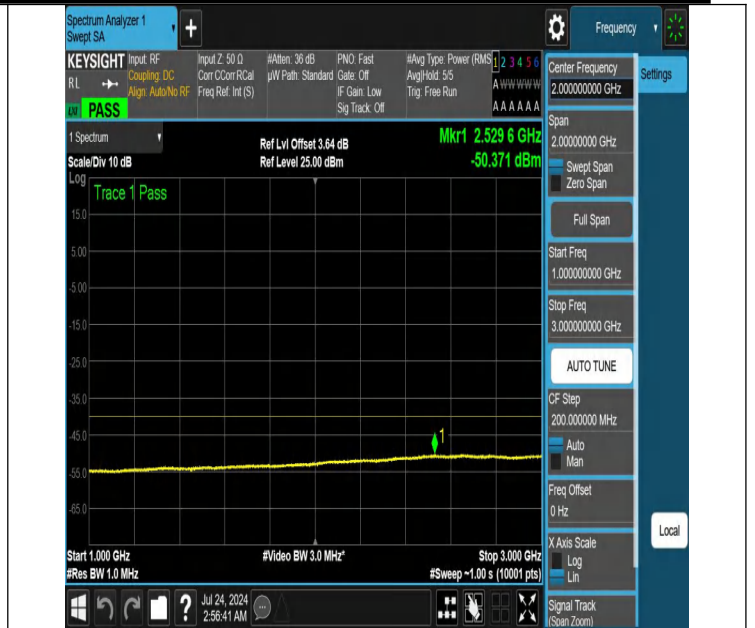 Spectrum Analyzer 1
Swept SA
Frequency
KEYSIGHT
RL
PASS
Input: RF
Coupling: DC
Align: Auto/No RF
Input Z: 50 Ω
Corr CCorr RCal
Freq Ref: Int (S)
#Atten: 36 dB
µW Path: Standard
PNO: Fast
Gate: Off
IF Gain: Low
Sig Track: Off
#Avg Type: Power (RMS
Avg|Hold: 5/5
Trig: Free Run
1 2 3 4 5 6
A W W W W W
A A A A A A
1 Spectrum
Scale/Div 10 dB
Ref Lvl Offset 3.64 dB
Ref Level 25.00 dBm
Mkr1 2.529 6 GHz
-50.371 dBm
Log
Trace 1 Pass
15.0
5.00
-5.00
-15.0
-25.0
-35.0
-45.0
-55.0
-65.0
1
Start 1.000 GHz
#Res BW 1.0 MHz
#Video BW 3.0 MHz*
Stop 3.000 GHz
#Sweep ~1.00 s (10001 pts)
?
Jul 24, 2024
2:56:41 AM
Center Frequency
2.000000000 GHz
Settings
Span
2.00000000 GHz
Swept Span
Zero Span
Full Span
Start Freq
1.000000000 GHz
Stop Freq
3.000000000 GHz
AUTO TUNE
CF Step
200.000000 MHz
Auto
Man
Freq Offset
0 Hz
X Axis Scale
Log
Lin
Local
Signal Track
(Span Zoom)